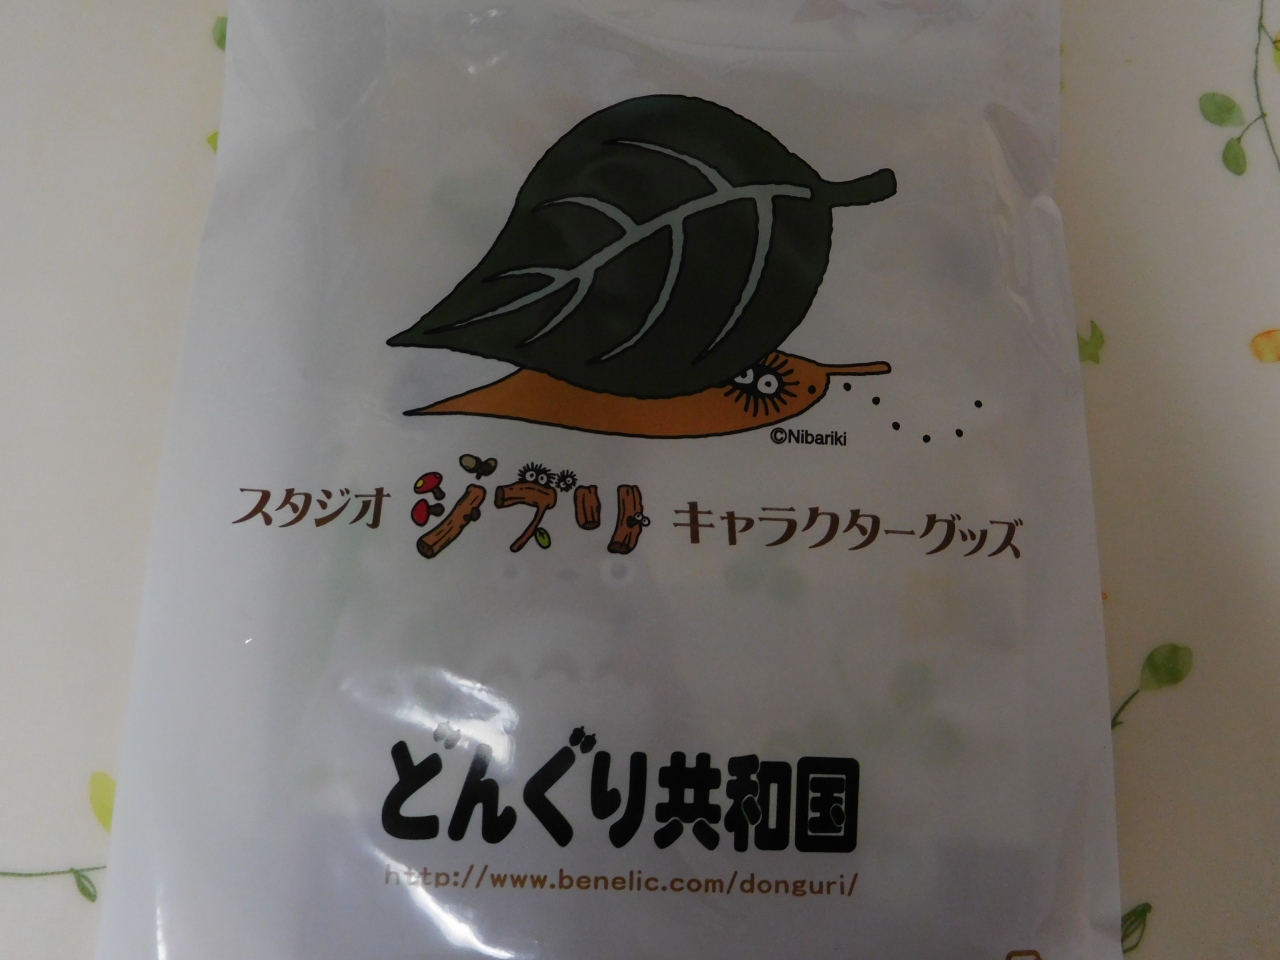 ©Nibariki
スタジオ ジブリ キャラクターグッズ
どんぐり共和国
http://www.benelic.com/donguri/